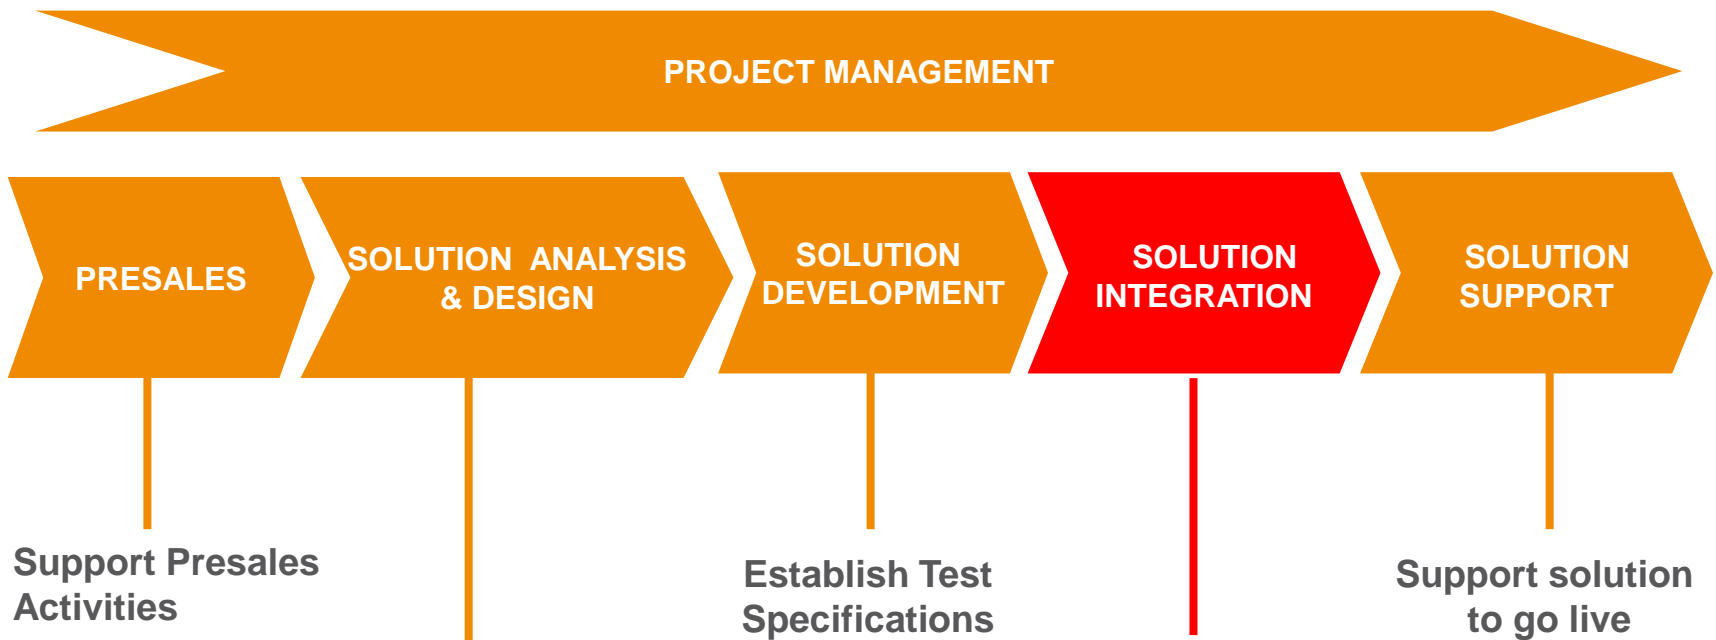 PROJECT MANAGEMENT
PRESALES
SOLUTION ANALYSIS
& DESIGN
SOLUTION
DEVELOPMENT
SOLUTION
INTEGRATION
SOLUTION
SUPPORT
Support Presales
Activities
Establish Test
Specifications
Support solution
to go live